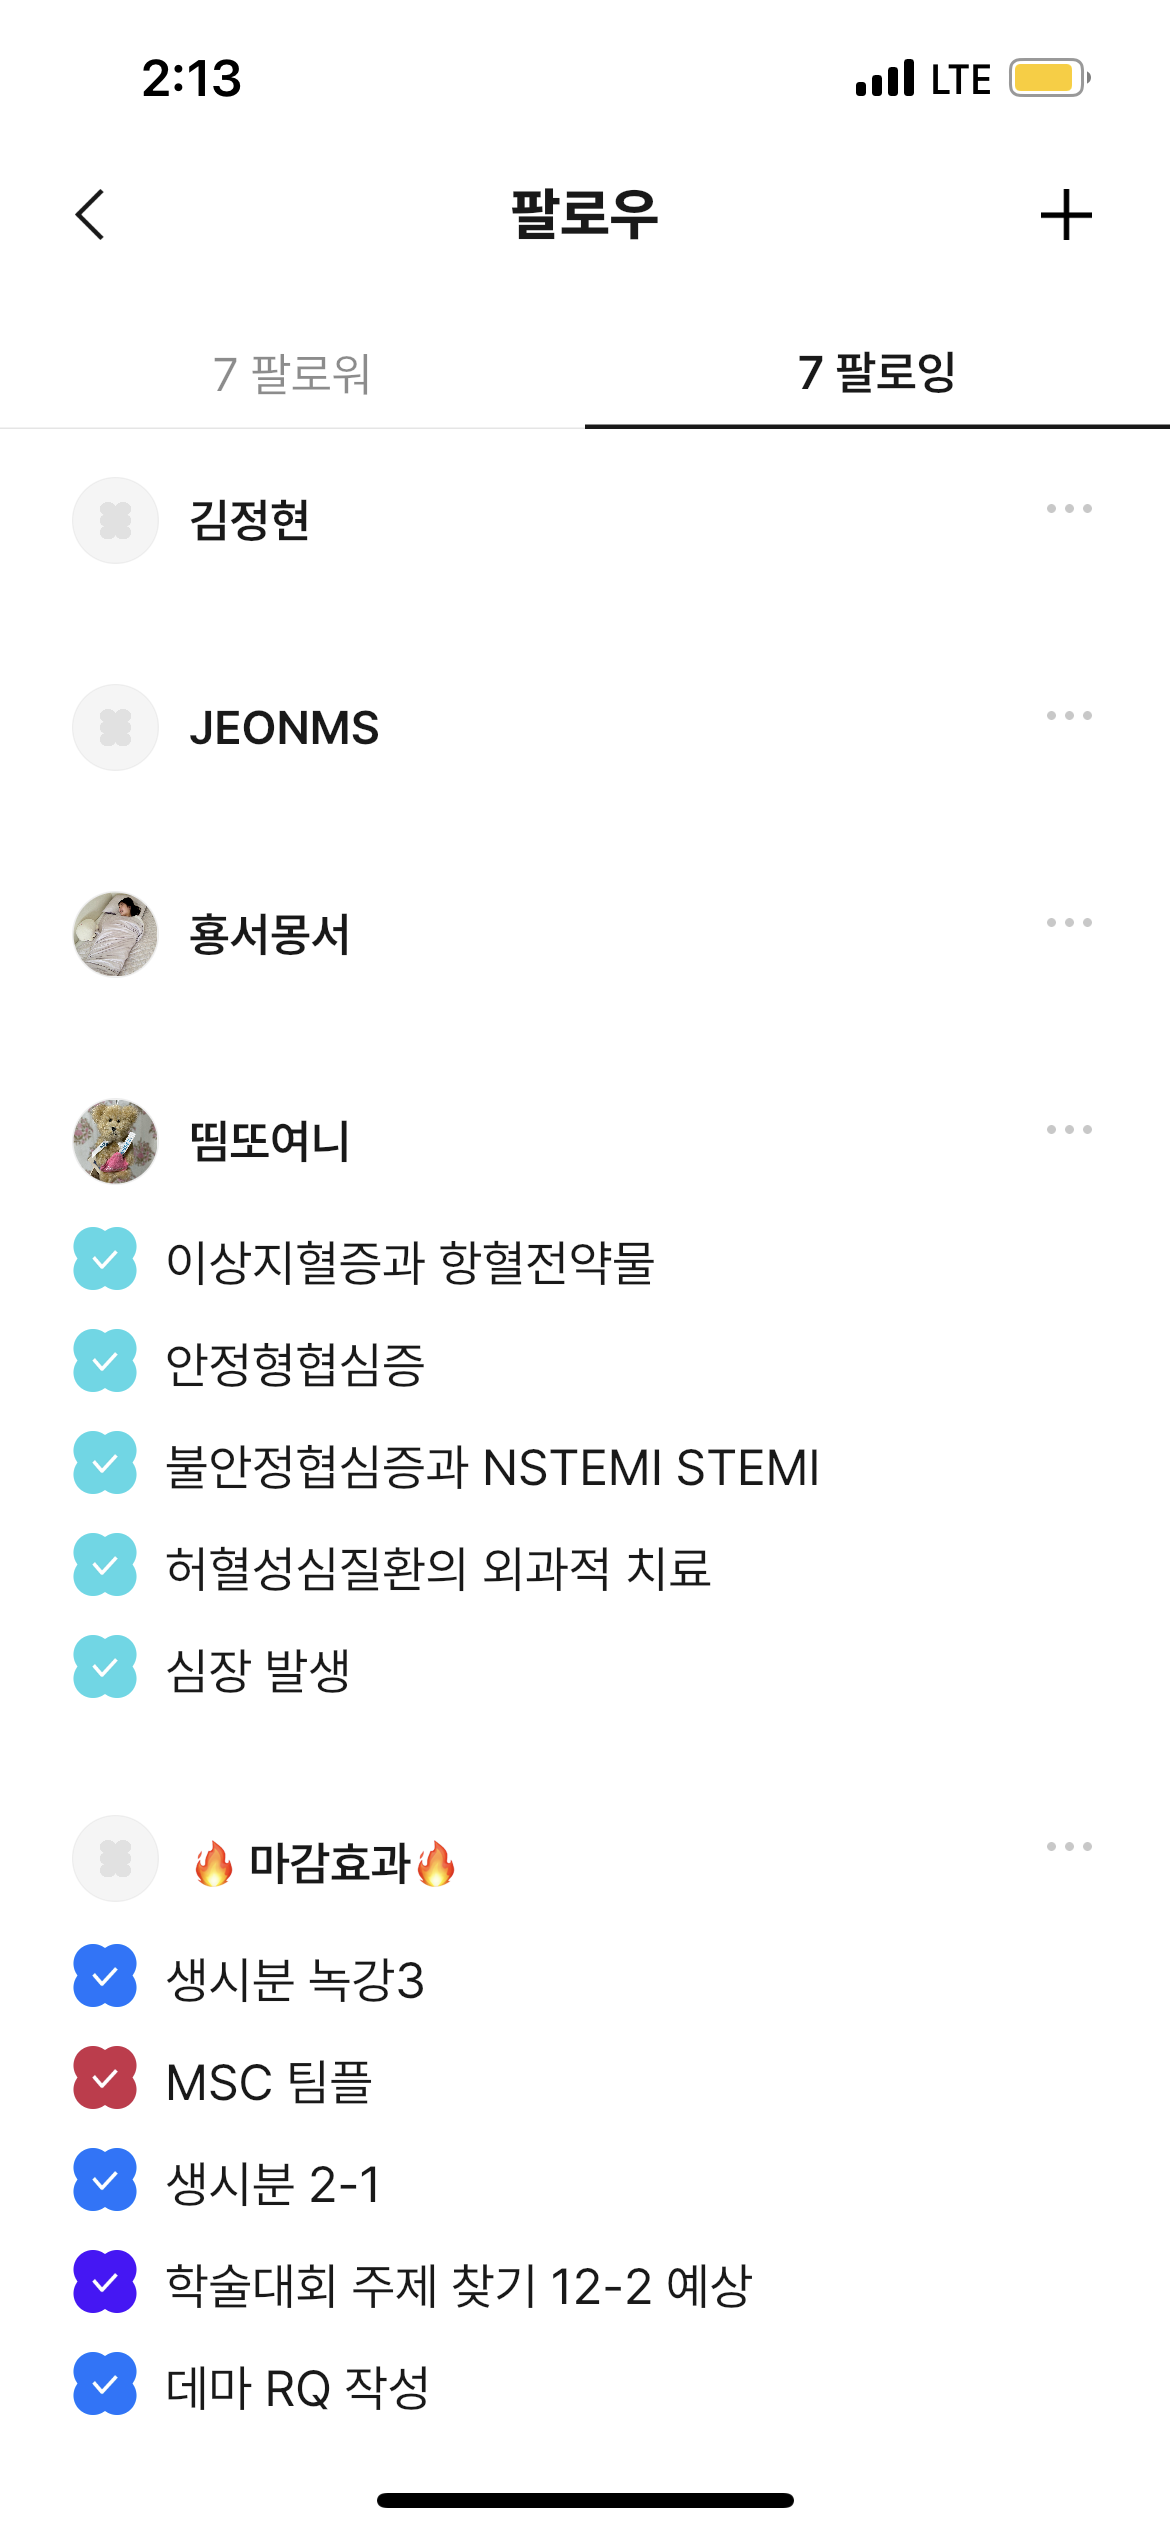 2:13
LTE
팔로우
7 팔로워
7 팔로잉
김정현
JEONMS
홍서몽서
띰또여니
이상지혈증과 항혈전약물
안정형협심증
불안정협심증과 NSTEMI STEMI
허혈성심질환의 외과적 치료
심장 발생
🔥 마감효과🔥
생시분 녹강3
MSC 팀플
생시분 2-1
학술대회 주제 찾기 12-2 예상
데마 RQ 작성